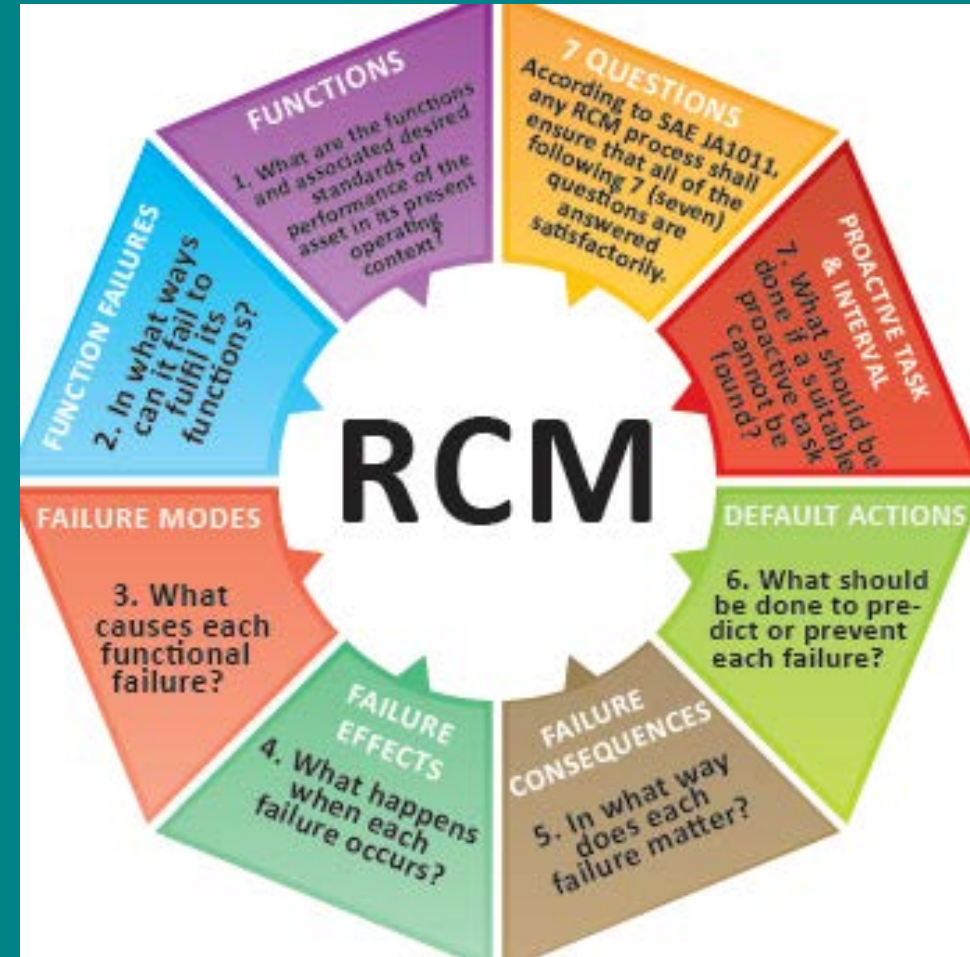 RCM
7 QUESTIONS
According to SAE JA1011,
any RCM process shall
ensure that all of the
following 7 (seven)
questions are
answered
satisfactorily.
FUNCTIONS
1. What are the functions
and associated desired
standards of
performance of the
asset in its present
operating
context?
FUNCTION FAILURES
2. In what ways
can it fail to
fulfil its
functions?
FAILURE MODES
3. What
causes each
functional
failure?
FAILURE
EFFECTS
4. What happens
when each
failure occurs?
FAILURE
CONSEQUENCES
5. In what way
does each
failure matter?
DEFAULT ACTIONS
6. What should
be done to pre-
dict or prevent
each failure?
PROACTIVE TASK
& INTERVAL
7. What should be
done if a suitable
proactive task
cannot be
found?